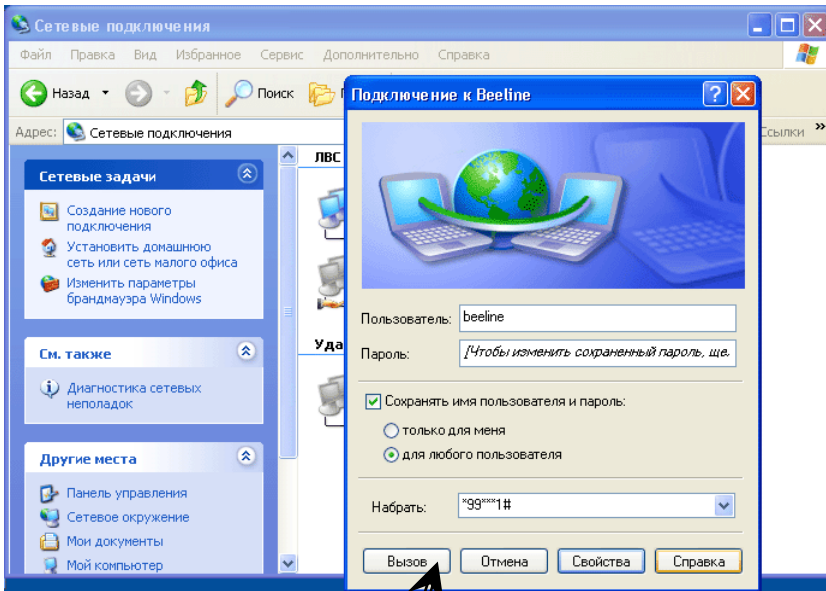 Сетевые подключения
Файл Правка Вид Избранное Сервис Дополнительно Справка
Назад Поиск
Адрес: Сетевые подключения Ссылки »
Сетевые задачи
Создание нового
подключения
Установить домашнюю
сеть или сеть малого офиса
Изменить параметры
брандмауэра Windows
См. также
Диагностика сетевых
неполадок
Другие места
Панель управления
Сетевое окружение
Мои документы
Мой компьютер
ЛВС
Уда
Подключение к Beeline
Пользователь: beeline
Пароль: [Чтобы изменить сохраненный пароль, ще.
Сохранять имя пользователя и пароль:
только для меня
для любого пользователя
Набрать: *99***1#
Вызов Отмена Свойства Справка